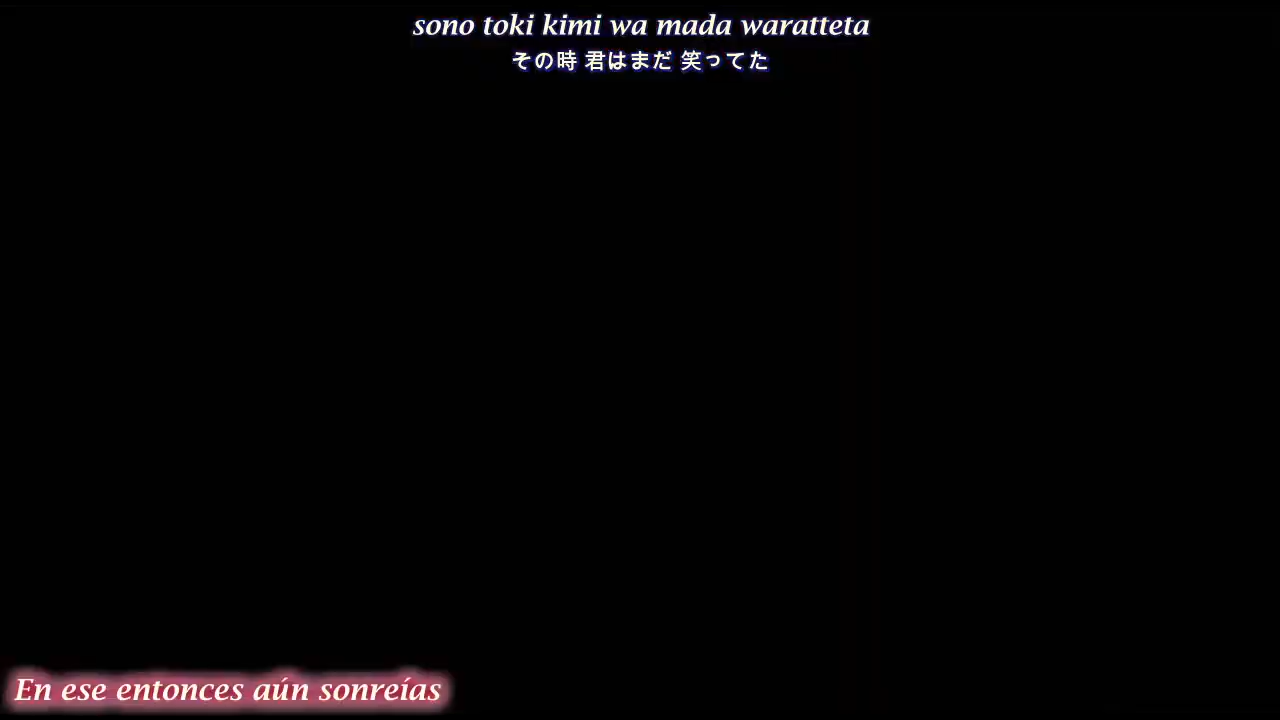 sono toki kimi wa mada waratteta
その時 君はまだ 笑ってた
En ese entonces aún sonreías